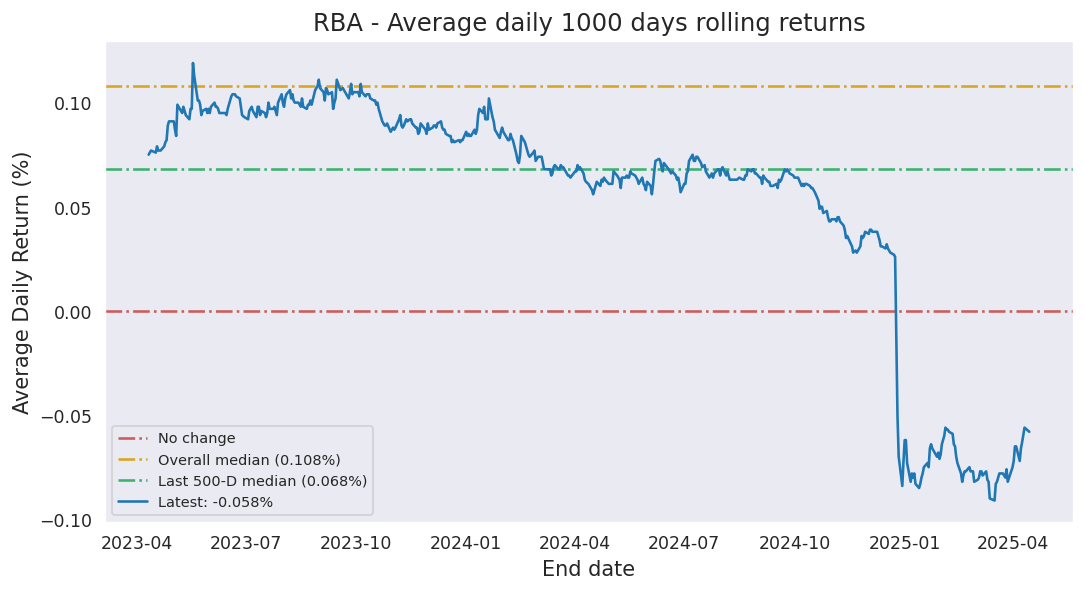 RBA - Average daily 1000 days rolling returns
Average Daily Return (%)
0.10
0.05
0.00
−0.05
−0.10
No change
Overall median (0.108%)
Last 500-D median (0.068%)
Latest: -0.058%
2023-04
2023-07
2023-10
2024-01
2024-04
2024-07
2024-10
2025-01
2025-04
End date